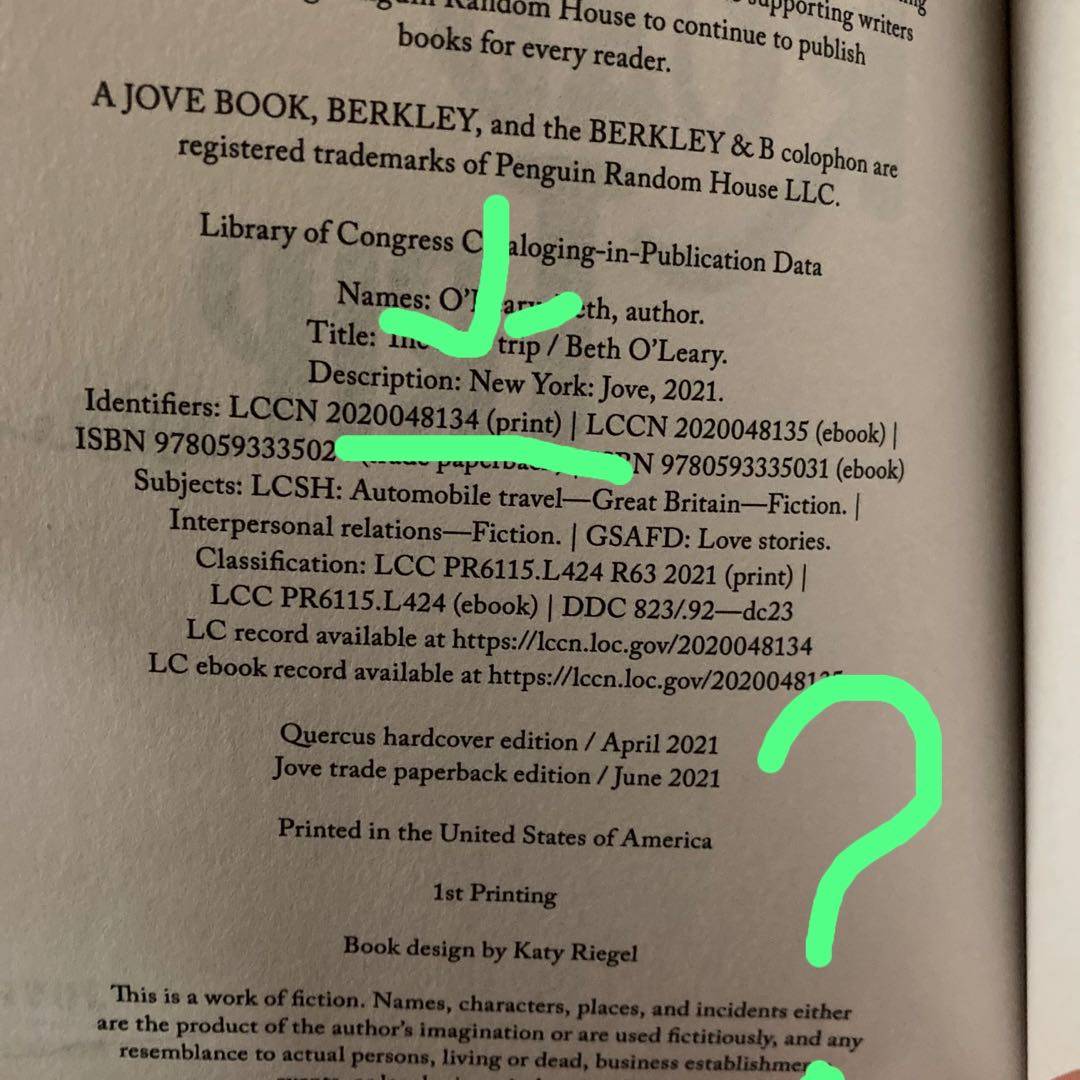 supporting writers
Random House to continue to publish
books for every reader.
A JOVE BOOK, BERKLEY, and the BERKLEY & B colophon are
registered trademarks of Penguin Random House LLC.
Library of Congress aloging-in-Publication Data
Names: author.
Title: trip / Beth O'Leary.
Description: New York: Jove, 2021.
Identifiers: LCCN 2020048134 (print) | LCCN 2020048135 (ebook) |
ISBN 978059333502 9780593335031 (ebook)
Subjects: LCSH: Automobile travel—Great Britain—Fiction. |
Interpersonal relations—Fiction. | GSAFD: Love stories.
Classification: LCC PR6115.L424 R63 2021 (print) |
LCC PR6115.L424 (ebook) | DDC 823/.92—dc23
LC record available at https://lccn.loc.gov/2020048134
LC ebook record available at
Quercus hardcover edition / April 2021
Jove trade paperback edition / June 2021
Printed in the United States of America
1st Printing
Book design by Katy Riegel
This is a work of fiction. Names, characters, places, and incidents either
are the product of the author's imagination or are used fictitiously, and any
resemblance to actual persons, living or dead, business